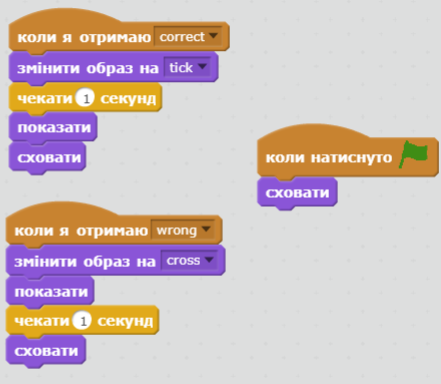 коли я отримаю correct
змінити образ на tick
чекати 1 секунд
показати
сховати
коли натиснуто
сховати
коли я отримаю wrong
змінити образ на cross
показати
чекати 1 секунд
сховати